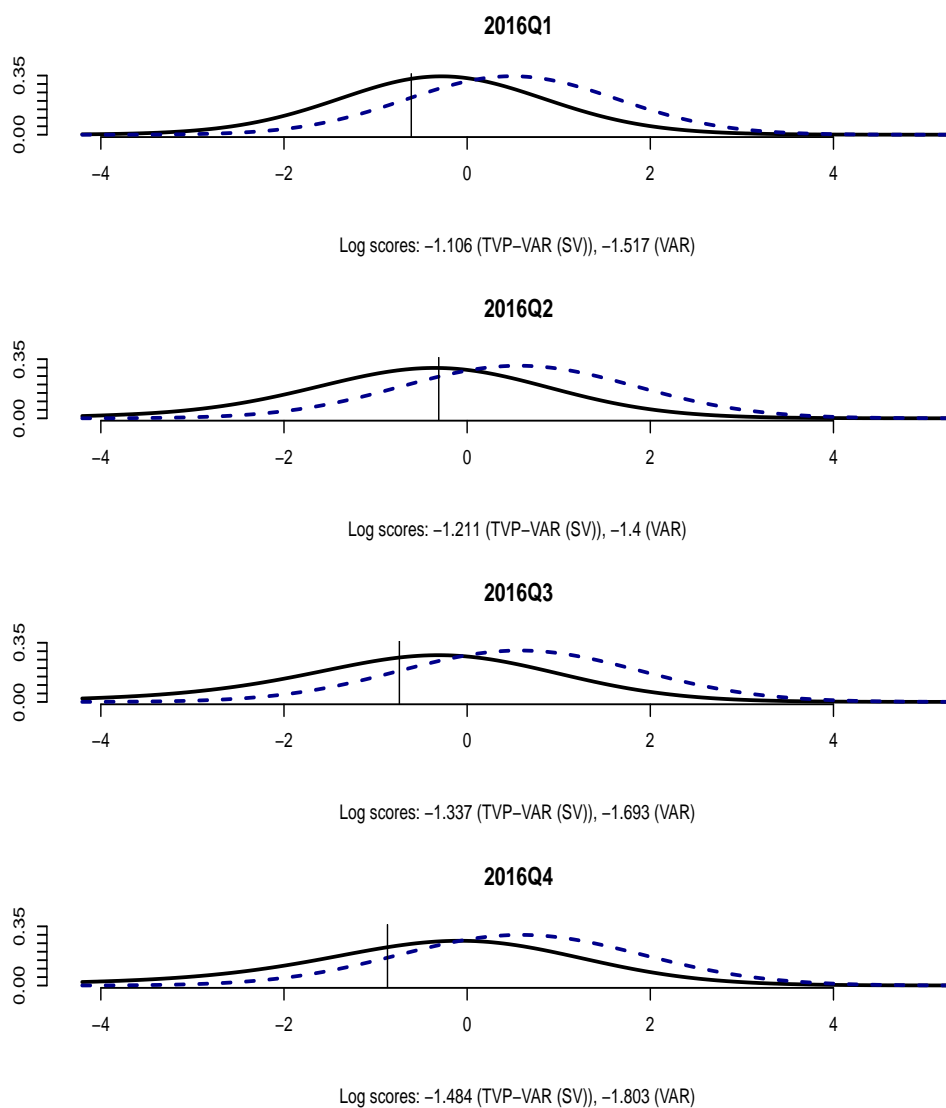 2016Q1
0.35
0.00
−4 −2 0 2 4
Log scores: −1.106 (TVP−VAR (SV)), −1.517 (VAR)
2016Q2
0.35
0.00
−4 −2 0 2 4
Log scores: −1.211 (TVP−VAR (SV)), −1.4 (VAR)
2016Q3
0.35
0.00
−4 −2 0 2 4
Log scores: −1.337 (TVP−VAR (SV)), −1.693 (VAR)
2016Q4
0.35
0.00
−4 −2 0 2 4
Log scores: −1.484 (TVP−VAR (SV)), −1.803 (VAR)